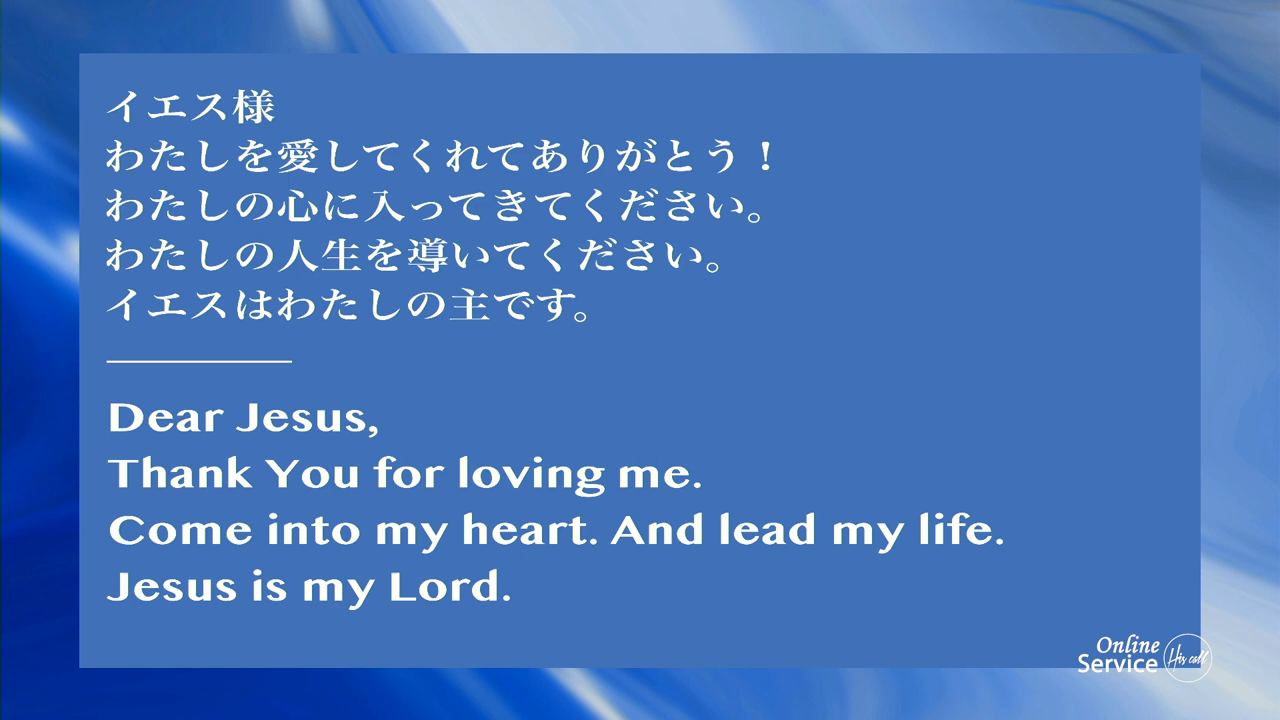 イエス様
わたしを愛してくれてありがとう！
わたしの心に入ってきてください。
わたしの人生を導いてください。
イエスはわたしの主です。
Dear Jesus,
Thank You for loving me.
Come into my heart. And lead my life.
Jesus is my Lord.
Online
Service
His call